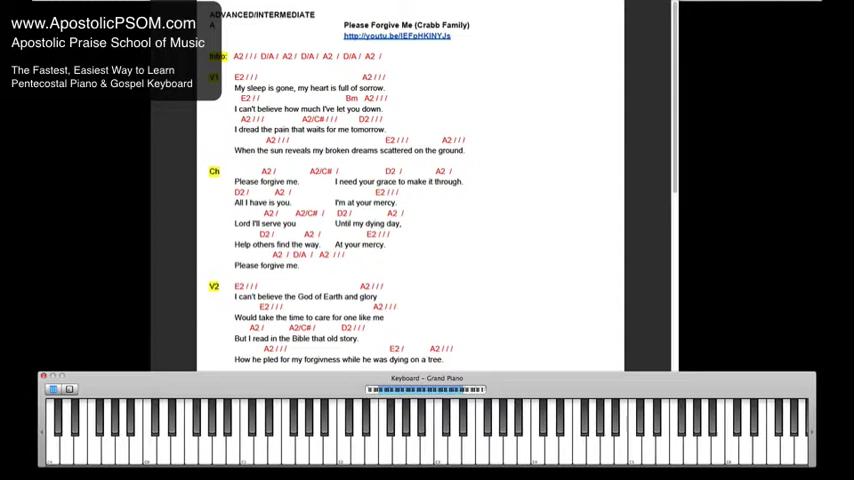 www.ApostolicPSOM.com
Apostolic Praise School of Music
The Fastest, Easiest Way to Learn
Pentecostal Piano & Gospel Keyboard
ADVANCED/INTERMEDIATE
A Please Forgive Me (Crabb Family)
Intro: A2 / / / D/A / A2 / D/A / A2 / D/A / A2 /
V1 E2 / / / A2 / / /
My sleep is gone, my heart is full of sorrow.
E2 / / Bm A2 / / /
I can't believe how much I've let you down.
A2 / / / A2/C# / / / D2 / / /
I dread the pain that waits for me tomorrow.
A2 / / / E2 / / / A2 / / /
When the sun reveals my broken dreams scattered on the ground.
Ch A2 / A2/C# / D2 / A2 /
Please forgive me. I need your grace to make it through.
D2 / A2 / E2 / / /
All I have is you. I'm at your mercy.
A2 / A2/C# / D2 / A2 /
Lord I'll serve you Until my dying day,
D2 / A2 / E2 / / /
Help others find the way. At your mercy.
A2 / D/A / A2 / / /
Please forgive me.
V2 E2 / / / A2 / / /
I can't believe the God of Earth and glory
E2 / / / A2 / / /
Would take the time to care for one like me
A2 / A2/C# / D2 / / /
But I read in the Bible that old story.
A2 / / / E2 / A2 / / /
How he pled for my forgivness while he was dying on a tree.
Keyboard – Grand Piano